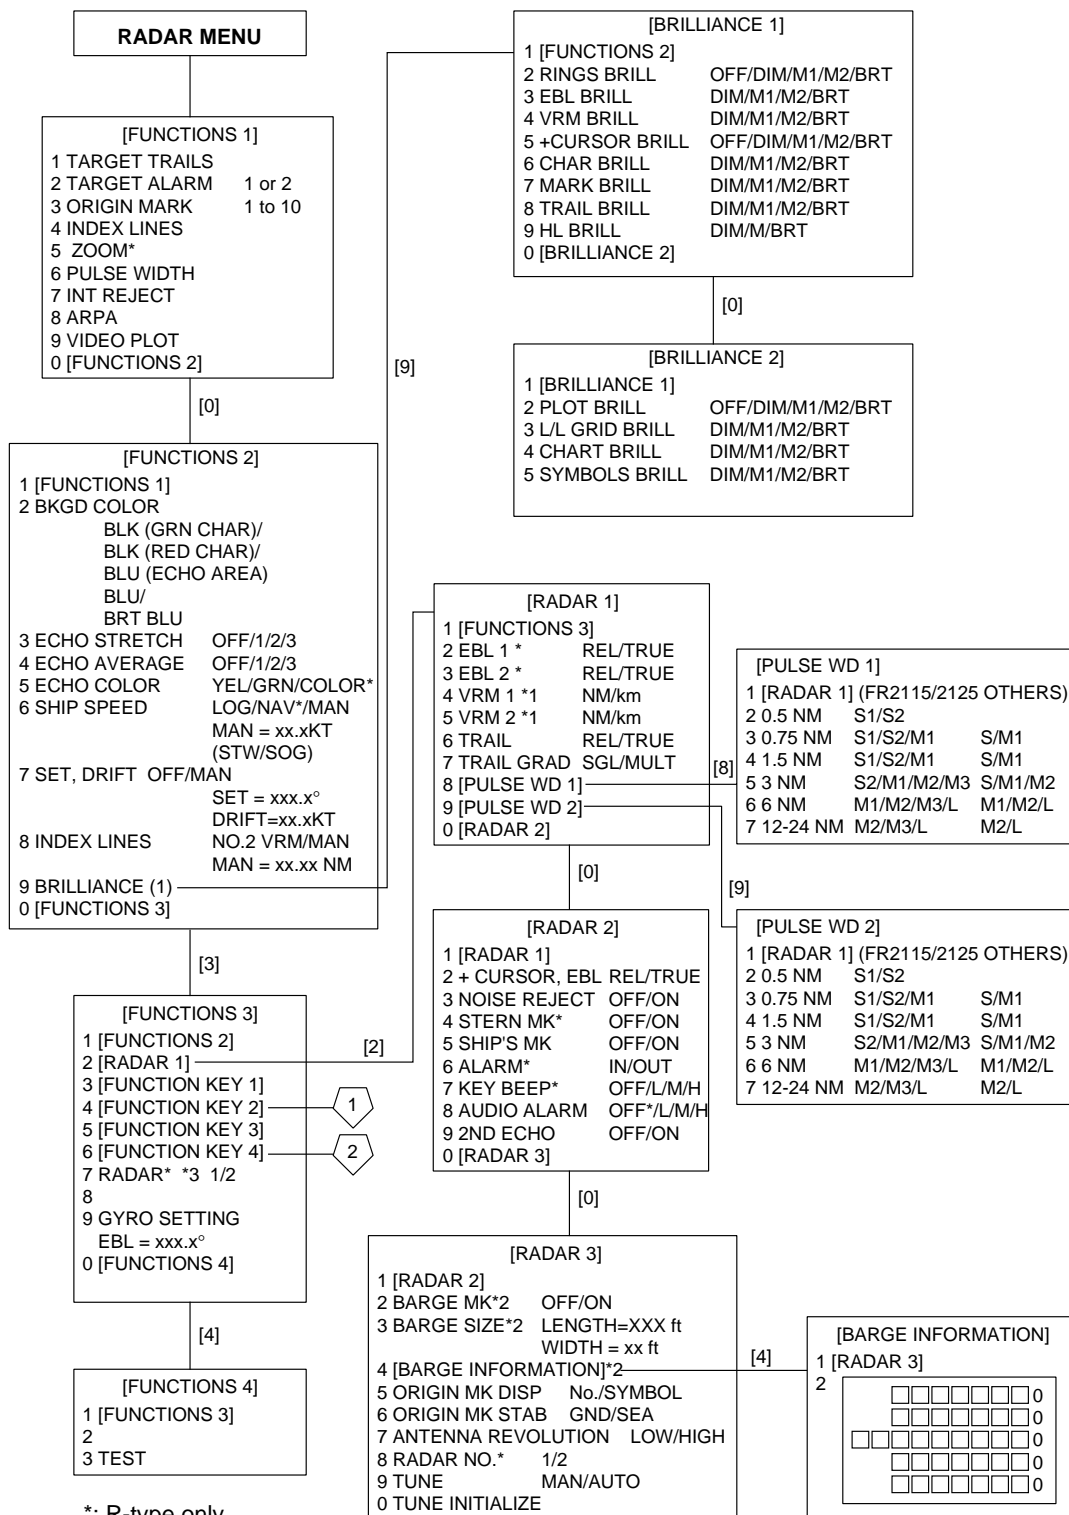 RADAR MENU
[FUNCTIONS 1]
1 TARGET TRAILS
2 TARGET ALARM 1 or 2
3 ORIGIN MARK 1 to 10
4 INDEX LINES
5 ZOOM*
6 PULSE WIDTH
7 INT REJECT
8 ARPA
9 VIDEO PLOT
0 [FUNCTIONS 2]
[0]
[FUNCTIONS 2]
1 [FUNCTIONS 1]
2 BKGD COLOR
BLK (GRN CHAR)/
BLK (RED CHAR)/
BLU (ECHO AREA)
BLU/
BRT BLU
3 ECHO STRETCH OFF/1/2/3
4 ECHO AVERAGE OFF/1/2/3
5 ECHO COLOR YEL/GRN/COLOR*
6 SHIP SPEED LOG/NAV*/MAN
MAN = xx.xKT
(STW/SOG)
7 SET, DRIFT OFF/MAN
SET = xxx.x°
DRIFT=xx.xKT
8 INDEX LINES NO.2 VRM/MAN
MAN = xx.xx NM
9 BRILLIANCE (1)
0 [FUNCTIONS 3]
[3]
[FUNCTIONS 3]
1 [FUNCTIONS 2]
2 [RADAR 1]
3 [FUNCTION KEY 1]
4 [FUNCTION KEY 2] 1
5 [FUNCTION KEY 3]
6 [FUNCTION KEY 4] 2
7 RADAR* *3 1/2
8
9 GYRO SETTING
EBL = xxx.x°
0 [FUNCTIONS 4]
[4]
[FUNCTIONS 4]
1 [FUNCTIONS 3]
2
3 TEST
*: R-type only
[9]
[BRILLIANCE 1]
1 [FUNCTIONS 2]
2 RINGS BRILL OFF/DIM/M1/M2/BRT
3 EBL BRILL DIM/M1/M2/BRT
4 VRM BRILL DIM/M1/M2/BRT
5 +CURSOR BRILL OFF/DIM/M1/M2/BRT
6 CHAR BRILL DIM/M1/M2/BRT
7 MARK BRILL DIM/M1/M2/BRT
8 TRAIL BRILL DIM/M1/M2/BRT
9 HL BRILL DIM/M/BRT
0 [BRILLIANCE 2]
[0]
[BRILLIANCE 2]
1 [BRILLIANCE 1]
2 PLOT BRILL OFF/DIM/M1/M2/BRT
3 L/L GRID BRILL DIM/M1/M2/BRT
4 CHART BRILL DIM/M1/M2/BRT
5 SYMBOLS BRILL DIM/M1/M2/BRT
[2]
[RADAR 1]
1 [FUNCTIONS 3]
2 EBL 1 * REL/TRUE
3 EBL 2 * REL/TRUE
4 VRM 1 *1 NM/km
5 VRM 2 *1 NM/km
6 TRAIL REL/TRUE
7 TRAIL GRAD SGL/MULT
8 [PULSE WD 1]
9 [PULSE WD 2]
0 [RADAR 2]
[8]
[PULSE WD 1]
1 [RADAR 1] (FR2115/2125 OTHERS)
2 0.5 NM S1/S2
3 0.75 NM S1/S2/M1 S/M1
4 1.5 NM S1/S2/M1 S/M1
5 3 NM S2/M1/M2/M3 S/M1/M2
6 6 NM M1/M2/M3/L M1/M2/L
7 12-24 NM M2/M3/L M2/L
[9]
[PULSE WD 2]
1 [RADAR 1] (FR2115/2125 OTHERS)
2 0.5 NM S1/S2
3 0.75 NM S1/S2/M1 S/M1
4 1.5 NM S1/S2/M1 S/M1
5 3 NM S2/M1/M2/M3 S/M1/M2
6 6 NM M1/M2/M3/L M1/M2/L
7 12-24 NM M2/M3/L M2/L
[0]
[RADAR 2]
1 [RADAR 1]
2 + CURSOR, EBL REL/TRUE
3 NOISE REJECT OFF/ON
4 STERN MK* OFF/ON
5 SHIP'S MK OFF/ON
6 ALARM* IN/OUT
7 KEY BEEP* OFF/L/M/H
8 AUDIO ALARM OFF*/L/M/H
9 2ND ECHO OFF/ON
0 [RADAR 3]
[0]
[RADAR 3]
1 [RADAR 2]
2 BARGE MK*2 OFF/ON
3 BARGE SIZE*2 LENGTH=XXX ft
WIDTH = xx ft
4 [BARGE INFORMATION]*2
5 ORIGIN MK DISP No./SYMBOL
6 ORIGIN MK STAB GND/SEA
7 ANTENNA REVOLUTION LOW/HIGH
8 RADAR NO.* 1/2
9 TUNE MAN/AUTO
0 TUNE INITIALIZE
[4]
[BARGE INFORMATION]
1 [RADAR 3]
2
□□□□□□□0
□□□□□□□0
□□□□□□□□□0
□□□□□□□0
□□□□□□□0